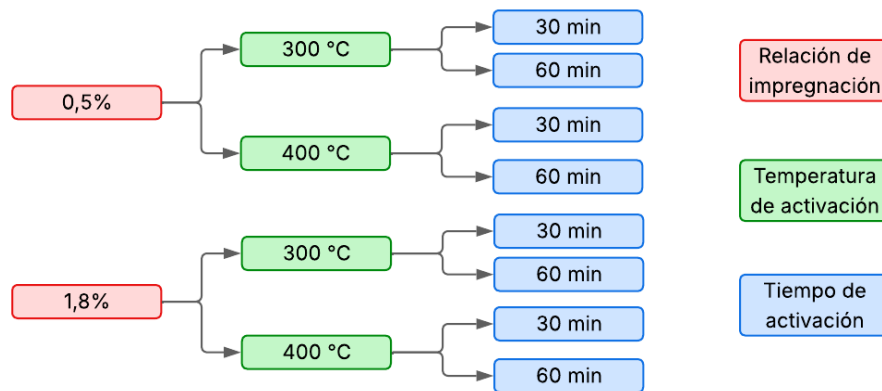 0,5%
300 °C
30 min
60 min
400 °C
30 min
60 min
1,8%
300 °C
30 min
60 min
400 °C
30 min
60 min
Relación de
impregnación
Temperatura
de activación
Tiempo de
activación